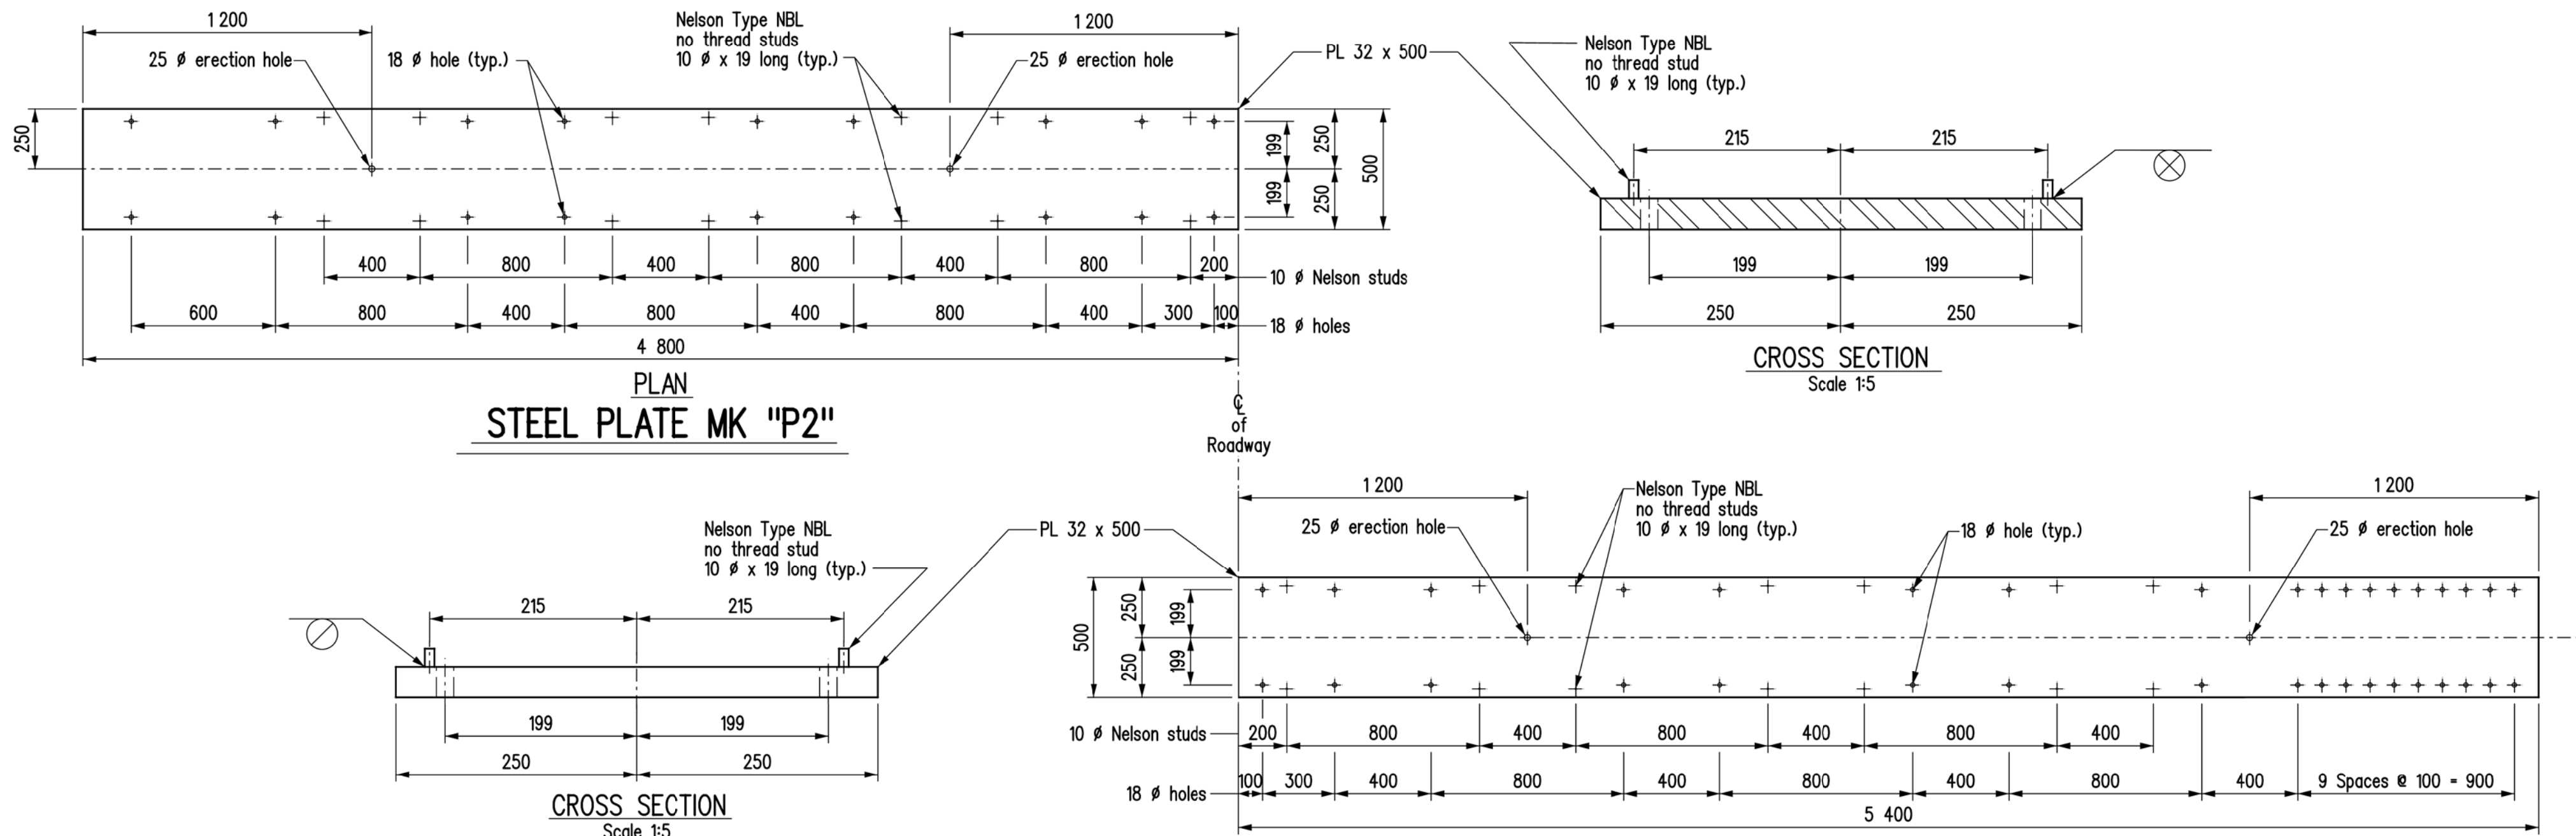 1 200
Nelson Type NBL
no thread studs
10 ø x 19 long (typ.)
1 200
25 ø erection hole
18 ø hole (typ.)
25 ø erection hole
PL 32 x 500
Nelson Type NBL
no thread stud
10 ø x 19 long (typ.)
250
199
199
250
250
500
215
215
199
199
250
250
400
800
400
800
400
800
200
10 ø Nelson studs
600
800
400
800
400
800
400
300
100
18 ø holes
4 800
PLAN
STEEL PLATE MK "P2"
CROSS SECTION
Scale 1:5
℄
of
Roadway
Nelson Type NBL
no thread stud
10 ø x 19 long (typ.)
PL 32 x 500
215
215
199
199
250
250
CROSS SECTION
Scale 1:5
1 200
Nelson Type NBL
no thread studs
10 ø x 19 long (typ.)
1 200
25 ø erection hole
18 ø hole (typ.)
25 ø erection hole
500
250
250
199
199
10 ø Nelson studs
200
800
400
800
400
800
400
18 ø holes
100
300
400
800
400
800
400
800
400
9 Spaces @ 100 = 900
5 400